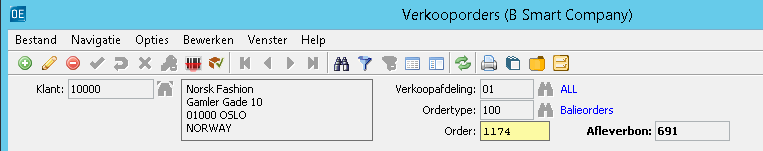 OE Verkooporders (B Smart Company)
Bestand Navigatie Opties Bewerken Venster Help
Klant: 10000 Norsk Fashion Verkoopafdeling: 01 ALL
Gamler Gade 10
01000 OSLO Ordertype: 100 Balieorders
NORWAY Order: 1174 Afleverbon: 691